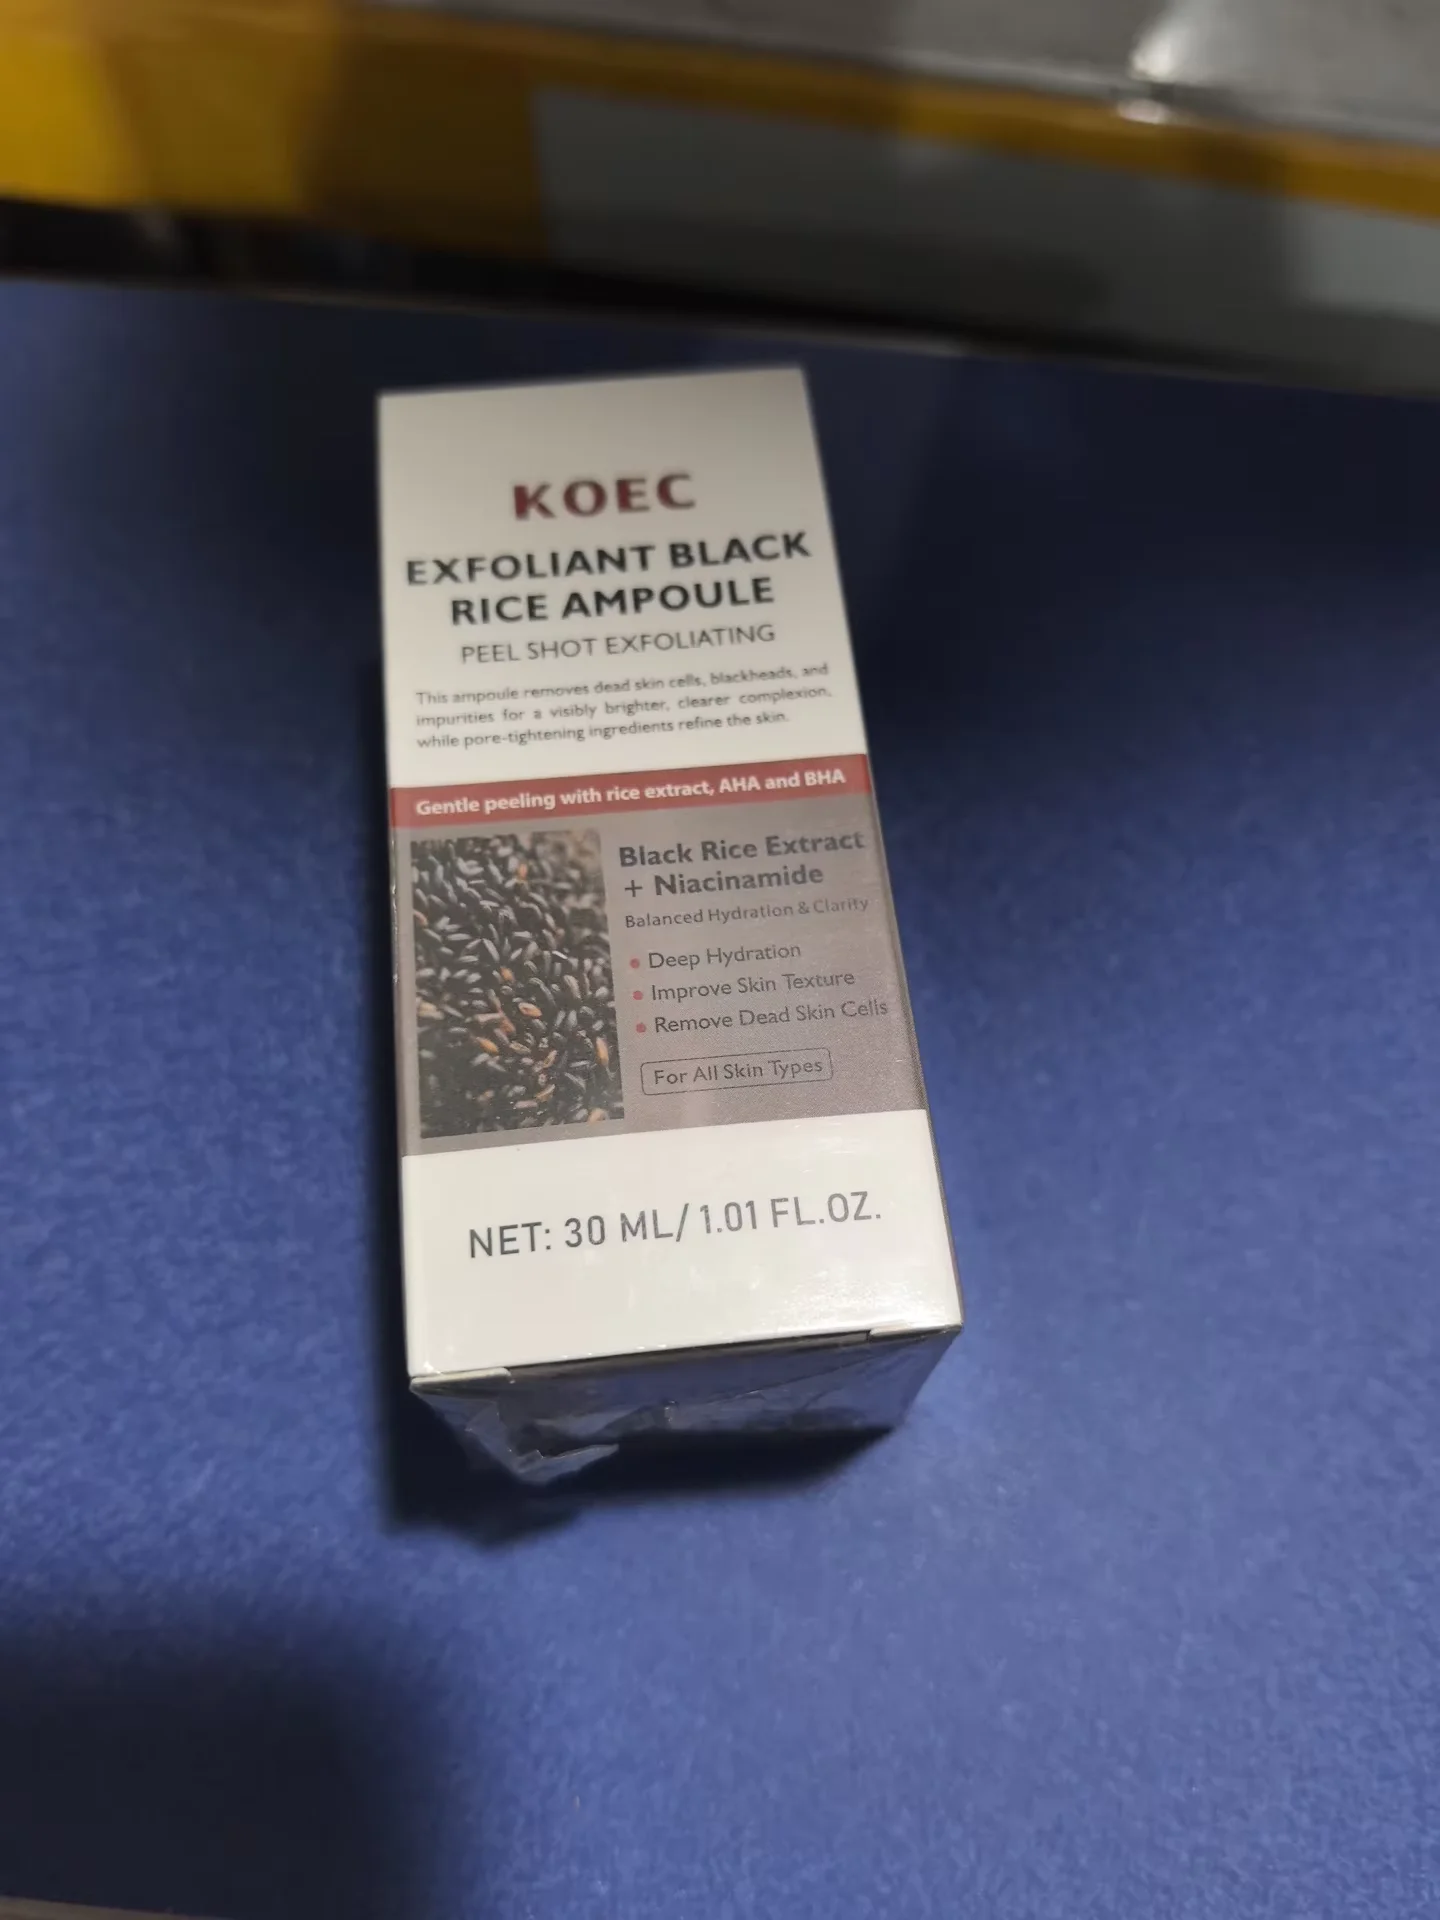 KOEC
EXFOLIANT BLACK
RICE AMPOULE
PEEL SHOT EXFOLIATING
This ampoule removes dead skin cells, blackheads, and
impurities for a visibly brighter, clearer complexion,
while pore-tightening ingredients refine the skin.
Gentle peeling with rice extract, AHA and BHA
Black Rice Extract
+ Niacinamide
Balanced Hydration & Clarity
• Deep Hydration
• Improve Skin Texture
• Remove Dead Skin Cells
For All Skin Types
NET: 30 ML/1.01 FL.OZ.